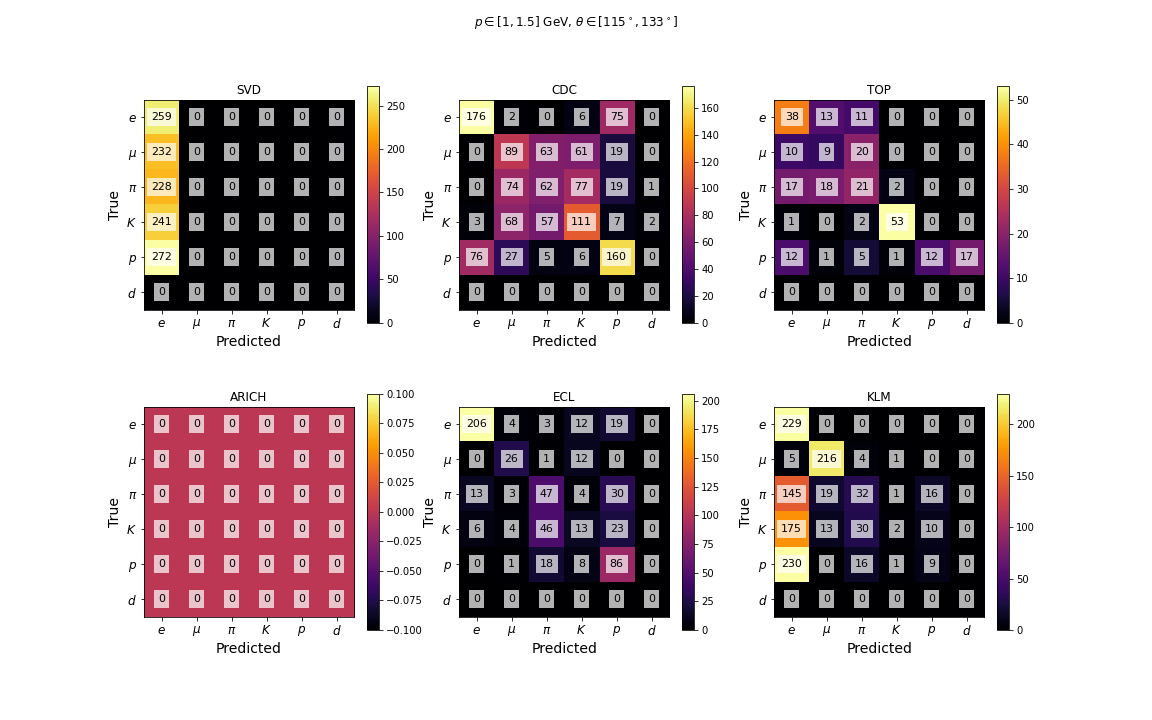 p ∈ [1, 1.5] GeV, θ ∈ [115°, 133°]
SVD
True
e 259 0 0 0 0 0
μ 232 0 0 0 0 0
π 228 0 0 0 0 0
K 241 0 0 0 0 0
p 272 0 0 0 0 0
d 0 0 0 0 0 0
e μ π K p d
Predicted
250
200
150
100
50
0
CDC
True
e 176 2 0 6 75 0
μ 0 89 63 61 19 0
π 0 74 62 77 19 1
K 3 68 57 111 7 2
p 76 27 5 6 160 0
d 0 0 0 0 0 0
e μ π K p d
Predicted
160
140
120
100
80
60
40
20
0
TOP
True
e 38 13 11 0 0 0
μ 10 9 20 0 0 0
π 17 18 21 2 0 0
K 1 0 2 53 0 0
p 12 1 5 1 12 17
d 0 0 0 0 0 0
e μ π K p d
Predicted
50
40
30
20
10
0
ARICH
True
e 0 0 0 0 0 0
μ 0 0 0 0 0 0
π 0 0 0 0 0 0
K 0 0 0 0 0 0
p 0 0 0 0 0 0
d 0 0 0 0 0 0
e μ π K p d
Predicted
0.100
0.075
0.050
0.025
0.000
−0.025
−0.050
−0.075
−0.100
ECL
True
e 206 4 3 12 19 0
μ 0 26 1 12 0 0
π 13 3 47 4 30 0
K 6 4 46 13 23 0
p 0 1 18 8 86 0
d 0 0 0 0 0 0
e μ π K p d
Predicted
200
175
150
125
100
75
50
25
0
KLM
True
e 229 0 0 0 0 0
μ 5 216 4 1 0 0
π 145 19 32 1 16 0
K 175 13 30 2 10 0
p 230 0 16 1 9 0
d 0 0 0 0 0 0
e μ π K p d
Predicted
200
150
100
50
0